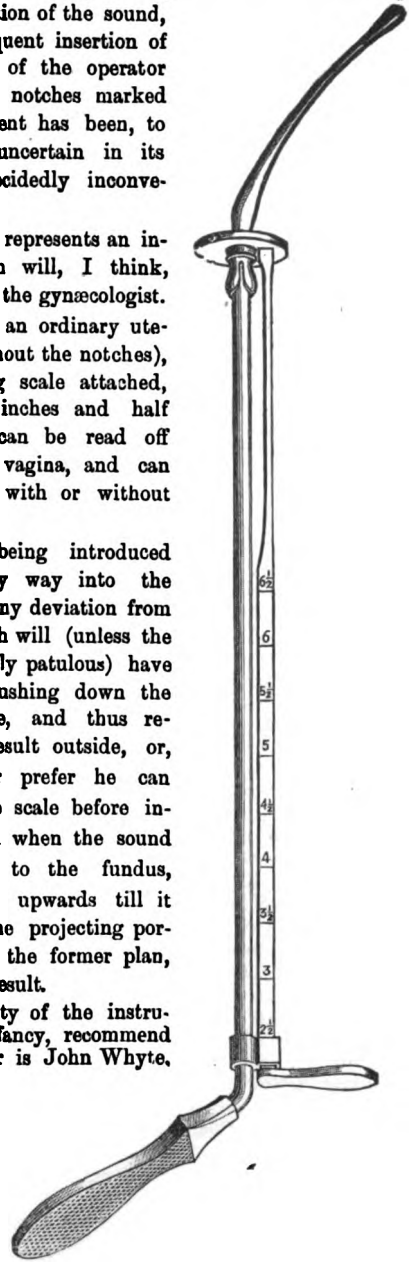 ion of the sound,
quent insertion of
of the operator
notches marked
ent has been, to
uncertain in its
cidedly inconve-
represents an in-
will, I think,
the gynæcologist.
an ordinary ute-
hout the notches),
scale attached,
inches and half
can be read off
vagina, and can
with or without
being introduced
way into the
ny deviation from
h will (unless the
ly patulous) have
ushing down the
e, and thus re-
esult outside, or,
prefer he can
scale before in-
when the sound
to the fundus,
upwards till it
he projecting por-
the former plan,
esult.
ty of the instru-
fancy, recommend
r is John Whyte,
6½
6
5½
5
4½
4
3½
3
2½